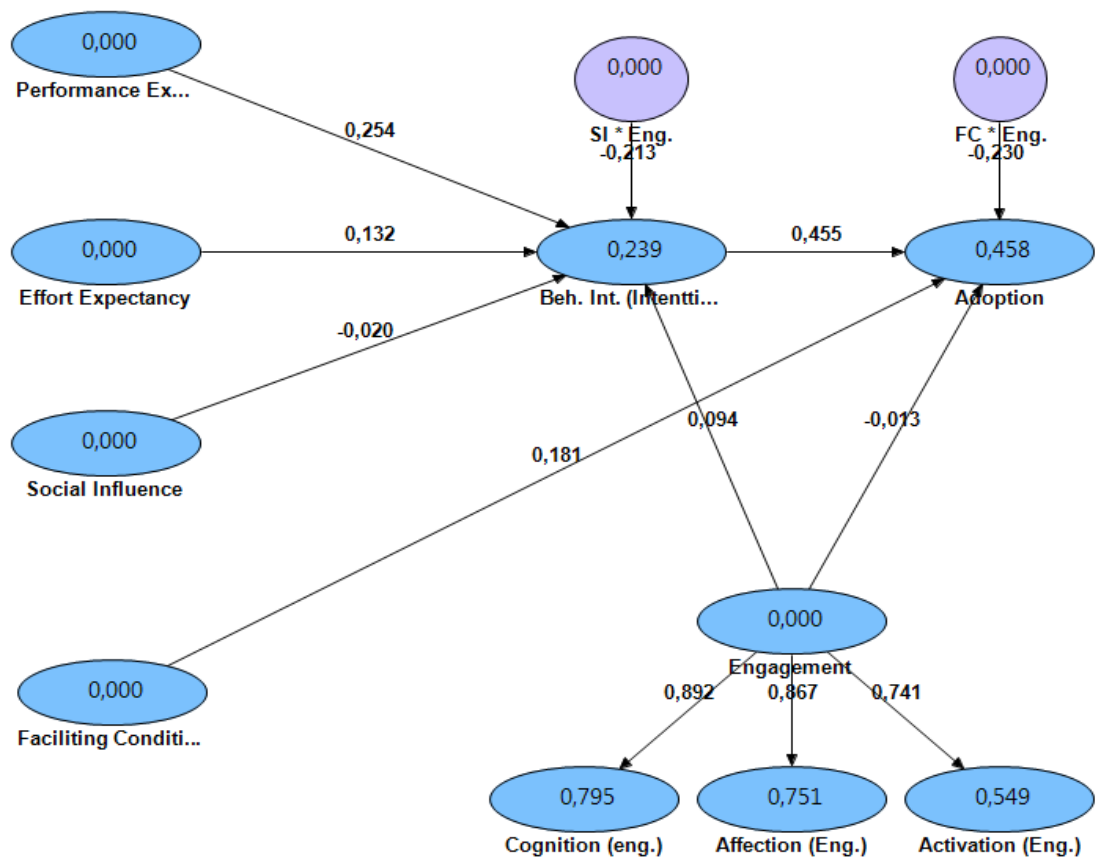 0,000
Performance Ex...
0,000
SI * Eng.
0,000
FC * Eng.
0,254
-0,213
-0,230
0,000
Effort Expectancy
0,132
0,239
Beh. Int. (Intentti...
0,455
0,458
Adoption
-0,020
0,000
Social Influence
0,094
-0,013
0,181
0,000
Engagement
0,000
Faciliting Conditi...
0,892
0,867
0,741
0,795
Cognition (eng.)
0,751
Affection (Eng.)
0,549
Activation (Eng.)